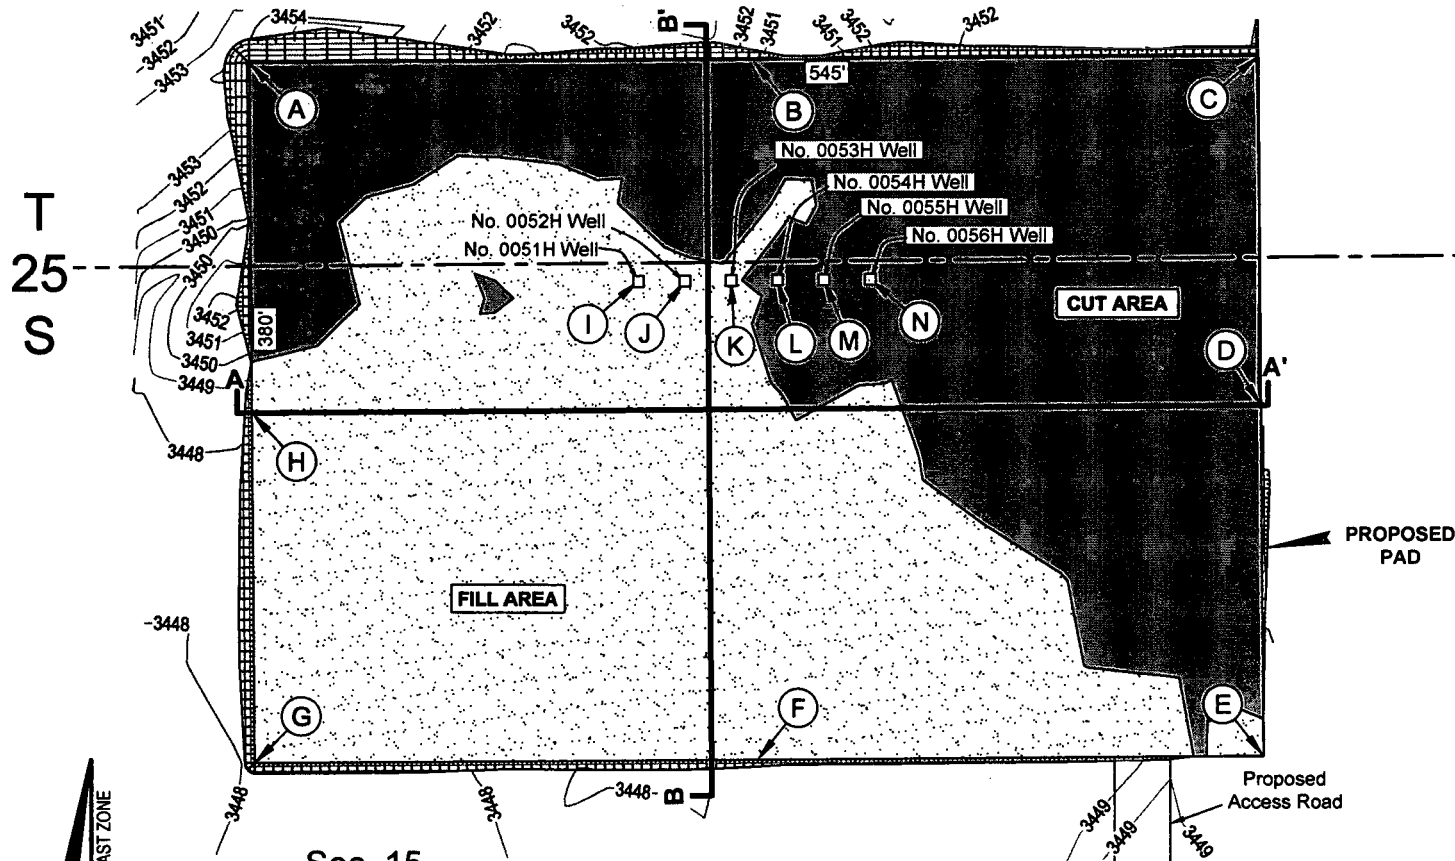 3451
3454
3452
3452
B'
3452
3451
3451
3452
3452
3452
3453
545'
A
B
C
No. 0053H Well
3453
No. 0054H Well
T
3452
No. 0055H Well
3451
No. 0052H Well
3450
No. 0051H Well
No. 0056H Well
25
3450
CUT AREA
3452
I
J
K
L
M
N
S
3451
380'
3450
D
3449
A
A'
3448
H
PROPOSED
PAD
FILL AREA
3448
G
F
E
3448
3448
3448
B
Proposed
Access Road
3449
3449
3449
AST ZONE
Sec. 15